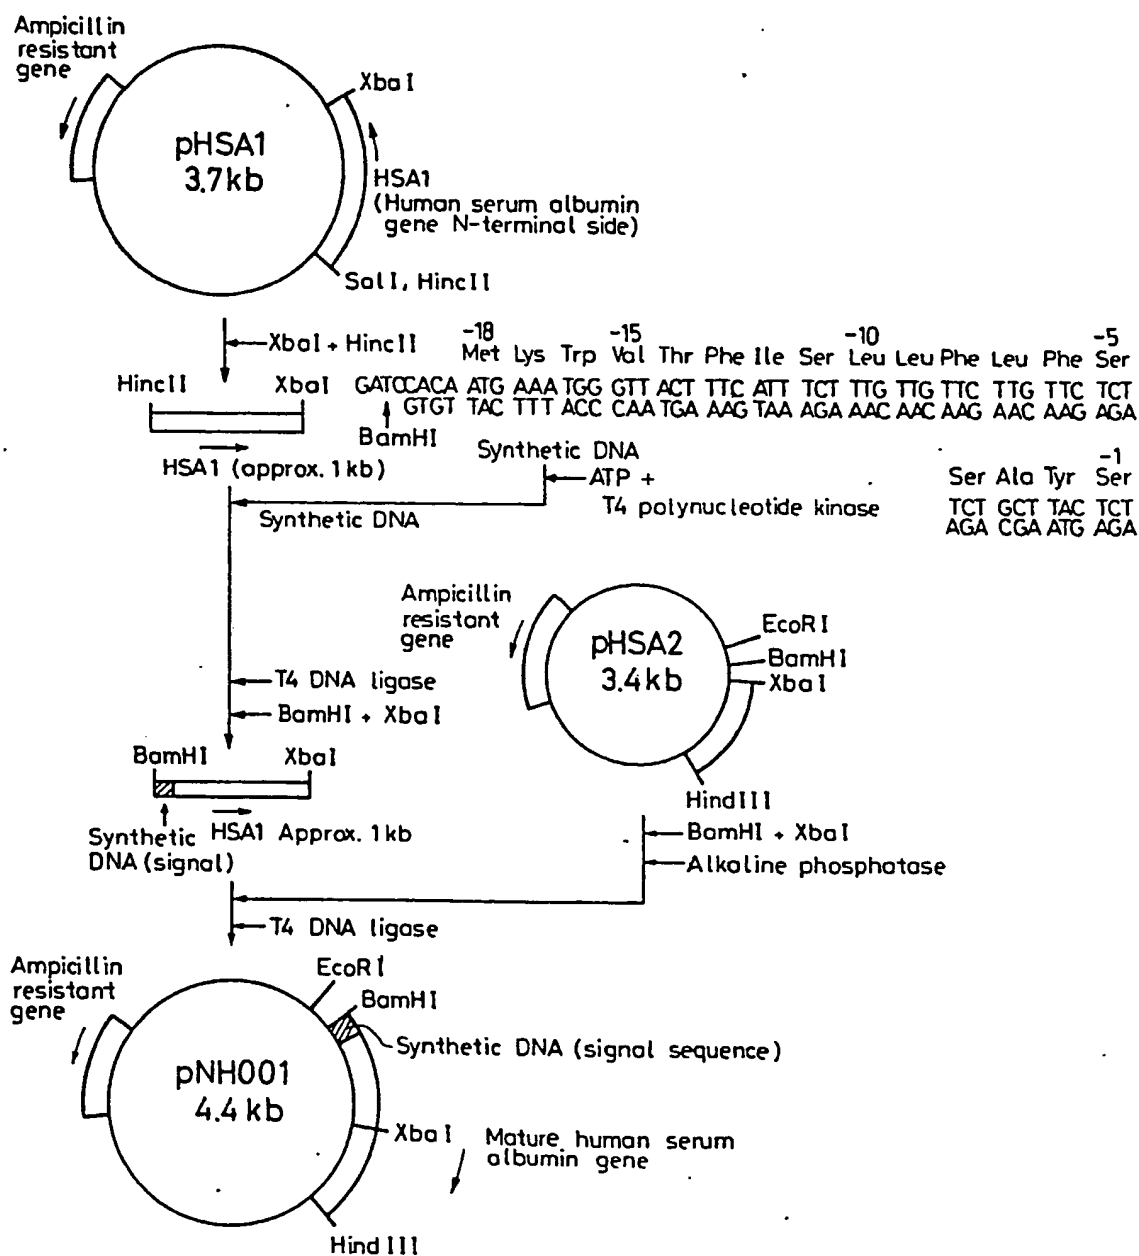 Ampicillin
resistant
gene
XbaI
pHSA1
3.7kb
HSA1
(Human serum albumin
gene N-terminal side)
SalI, HincII
XbaI + HincII
-18 -15 -10 -5
Met Lys Trp Val Thr Phe Ile Ser Leu Leu Phe Leu Phe Ser
HincII XbaI
GATCCACA ATG AAA TGG GTT ACT TTC ATT TCT TTG TTG TTC TTG TTC TCT
GTGT TAC TTT ACC CAA TGA AAG TAA AGA AAC AAC AAG AAC AAG AGA
BamHI
Synthetic DNA
HSA1 (approx. 1kb)
-1
Ser Ala Tyr Ser
TCT GCT TAC TCT
AGA CGA ATG AGA
ATP +
T4 polynucleotide kinase
Synthetic DNA
Ampicillin
resistant
gene
EcoRI
BamHI
XbaI
pHSA2
3.4kb
HindIII
T4 DNA ligase
BamHI + XbaI
BamHI XbaI
HSA1 Approx. 1kb
Synthetic
DNA (signal)
BamHI + XbaI
Alkaline phosphatase
T4 DNA ligase
Ampicillin
resistant
gene
EcoRI
BamHI
Synthetic DNA (signal sequence)
pNH001
4.4kb
XbaI
Mature human serum
albumin gene
Hind III